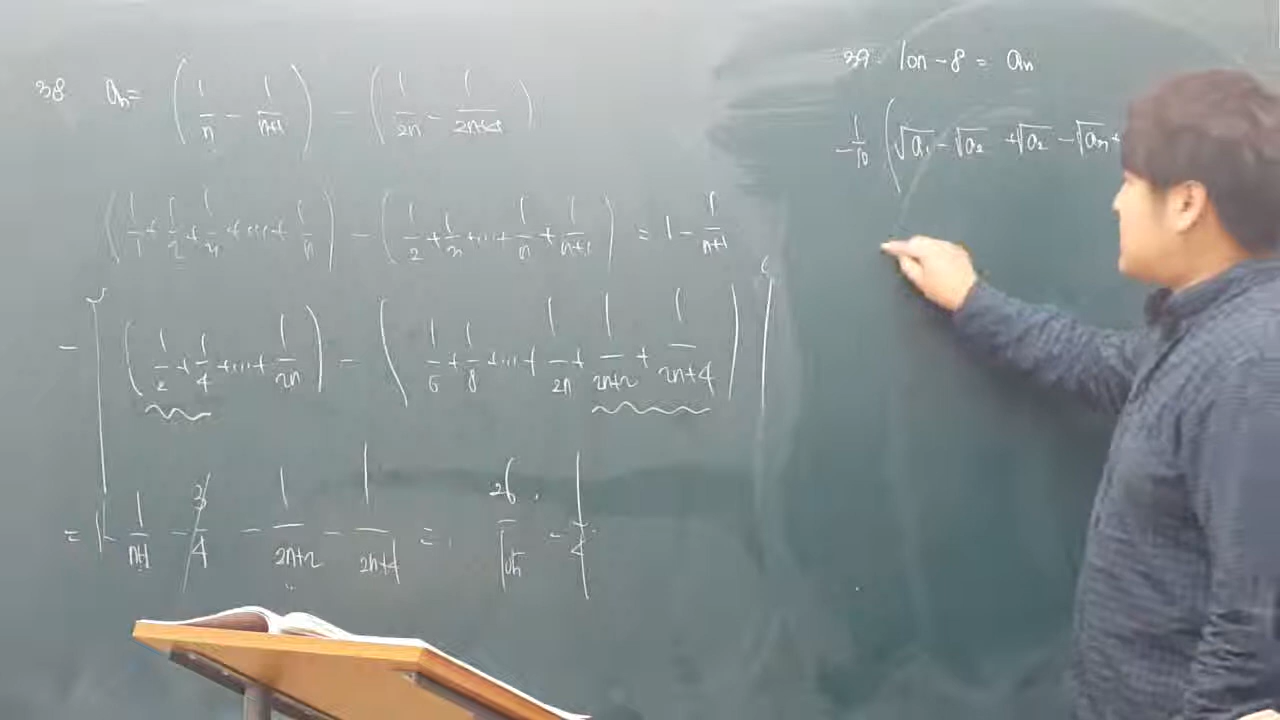 38 aₙ = (1/n - 1/(n+1)) - (1/2n - 1/(2n+4))
(1/1 + 1/2 + 1/3 + ... + 1/n) - (1/2 + 1/3 + ... + 1/n + 1/(n+1)) = 1 - 1/(n+1)
- [(1/2 + 1/4 + ... + 1/2n) - (1/6 + 1/8 + ... + 1/2n + 1/(2n+2) + 1/(2n+4))]
= 1 - 1/(n+1) - 3/4 - 1/(2n+2) - 1/(2n+4) =
39 10n - 8 = aₙ
-1/10 (√a₁ - √a₂ + √a₂ - √a₃ +